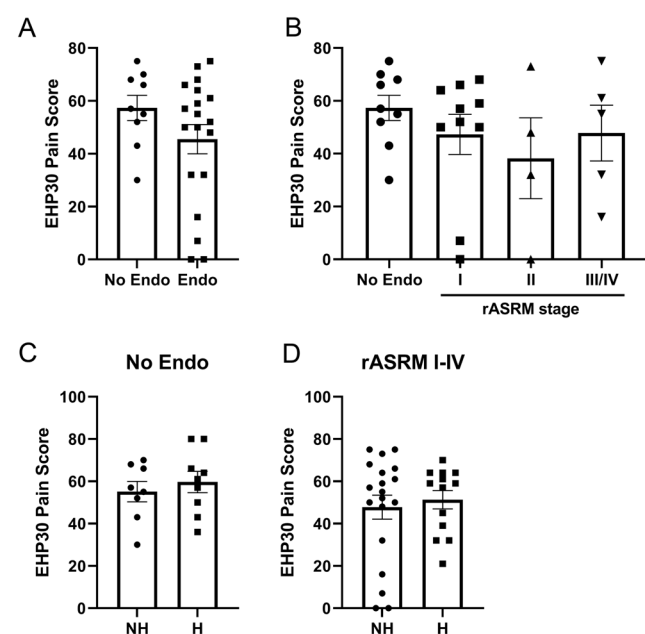 A
EHP30 Pain Score
80
60
40
20
0
No Endo Endo
B
EHP30 Pain Score
80
60
40
20
0
No Endo I II III/IV
rASRM stage
C
No Endo
EHP30 Pain Score
100
80
60
40
20
0
NH H
D
rASRM I-IV
EHP30 Pain Score
100
80
60
40
20
0
NH H